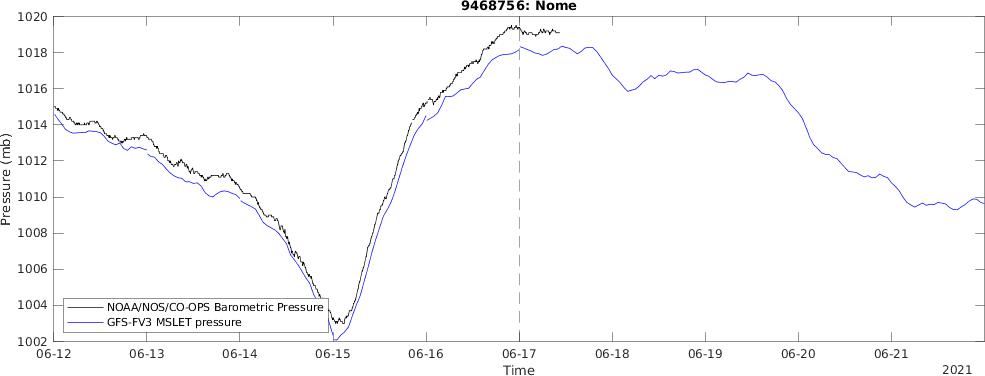 9468756: Nome
1020
1018
1016
1014
1012
1010
1008
1006
1004
1002
Pressure (mb)
NOAA/NOS/CO-OPS Barometric Pressure
GFS-FV3 MSLET pressure
06-12 06-13 06-14 06-15 06-16 06-17 06-18 06-19 06-20 06-21
Time
2021